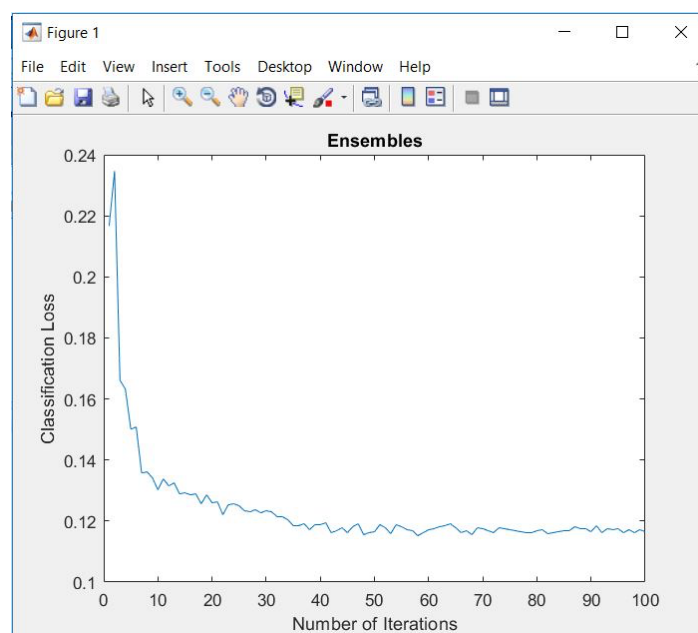 Figure 1
File Edit View Insert Tools Desktop Window Help
Ensembles
0.24
0.22
0.2
0.18
0.16
0.14
0.12
0.1
Classification Loss
0 10 20 30 40 50 60 70 80 90 100
Number of Iterations